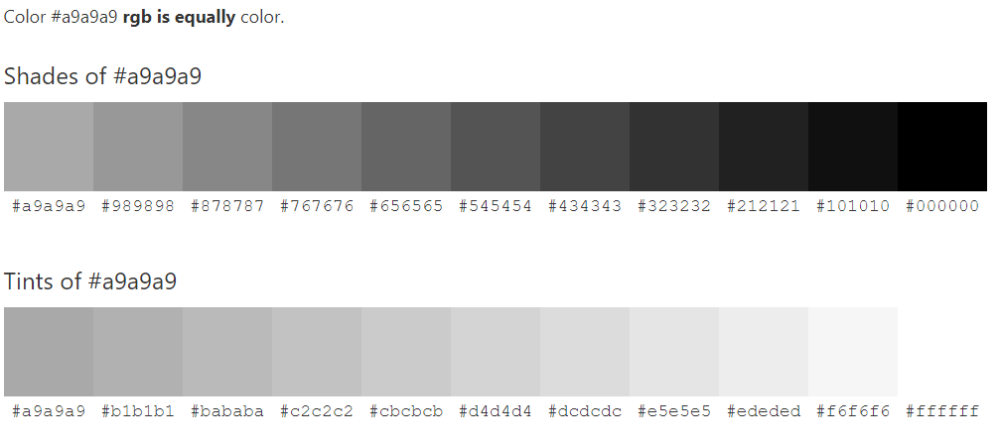 Color #a9a9a9 rgb is equally color.
Shades of #a9a9a9
#a9a9a9 #989898 #878787 #767676 #656565 #545454 #434343 #323232 #212121 #101010 #000000
Tints of #a9a9a9
#a9a9a9 #b1b1b1 #bababa #c2c2c2 #cbcbcb #d4d4d4 #dcdcdc #e5e5e5 #ededed #f6f6f6 #ffffff